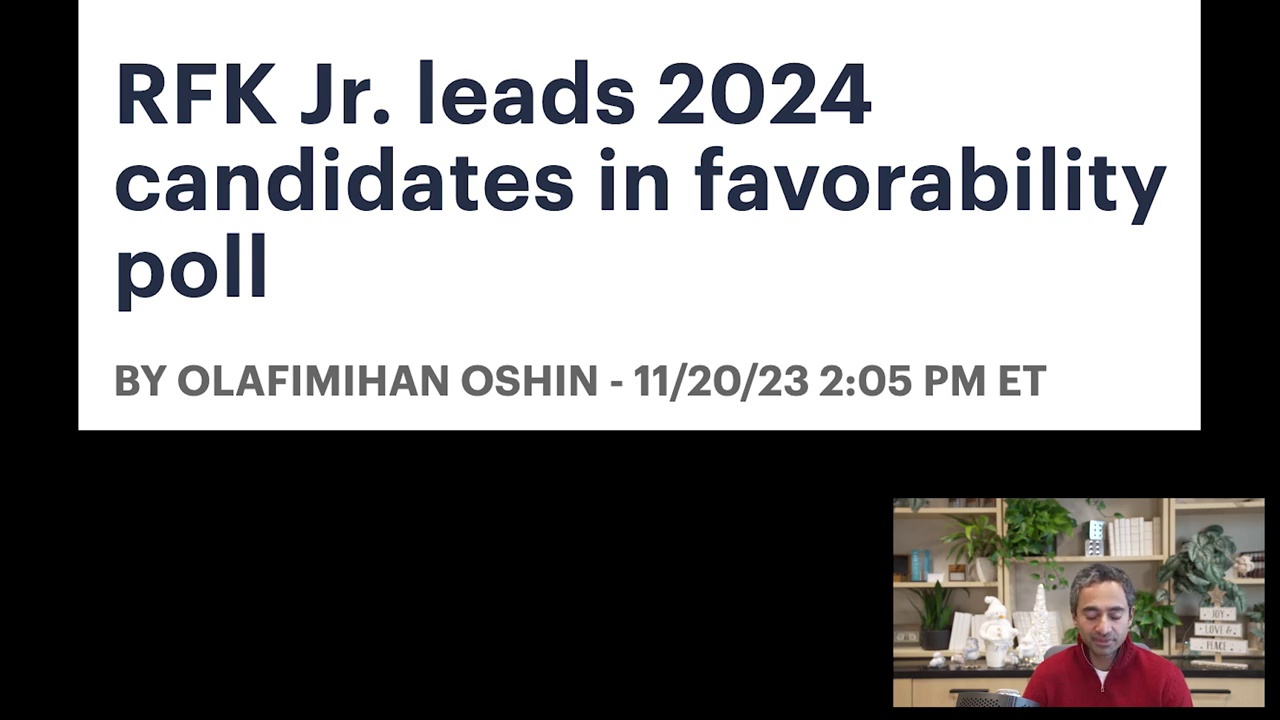 RFK Jr. leads 2024
candidates in favorability
poll
BY OLAFIMIHAN OSHIN - 11/20/23 2:05 PM ET
JOY
LOVE &
PEACE